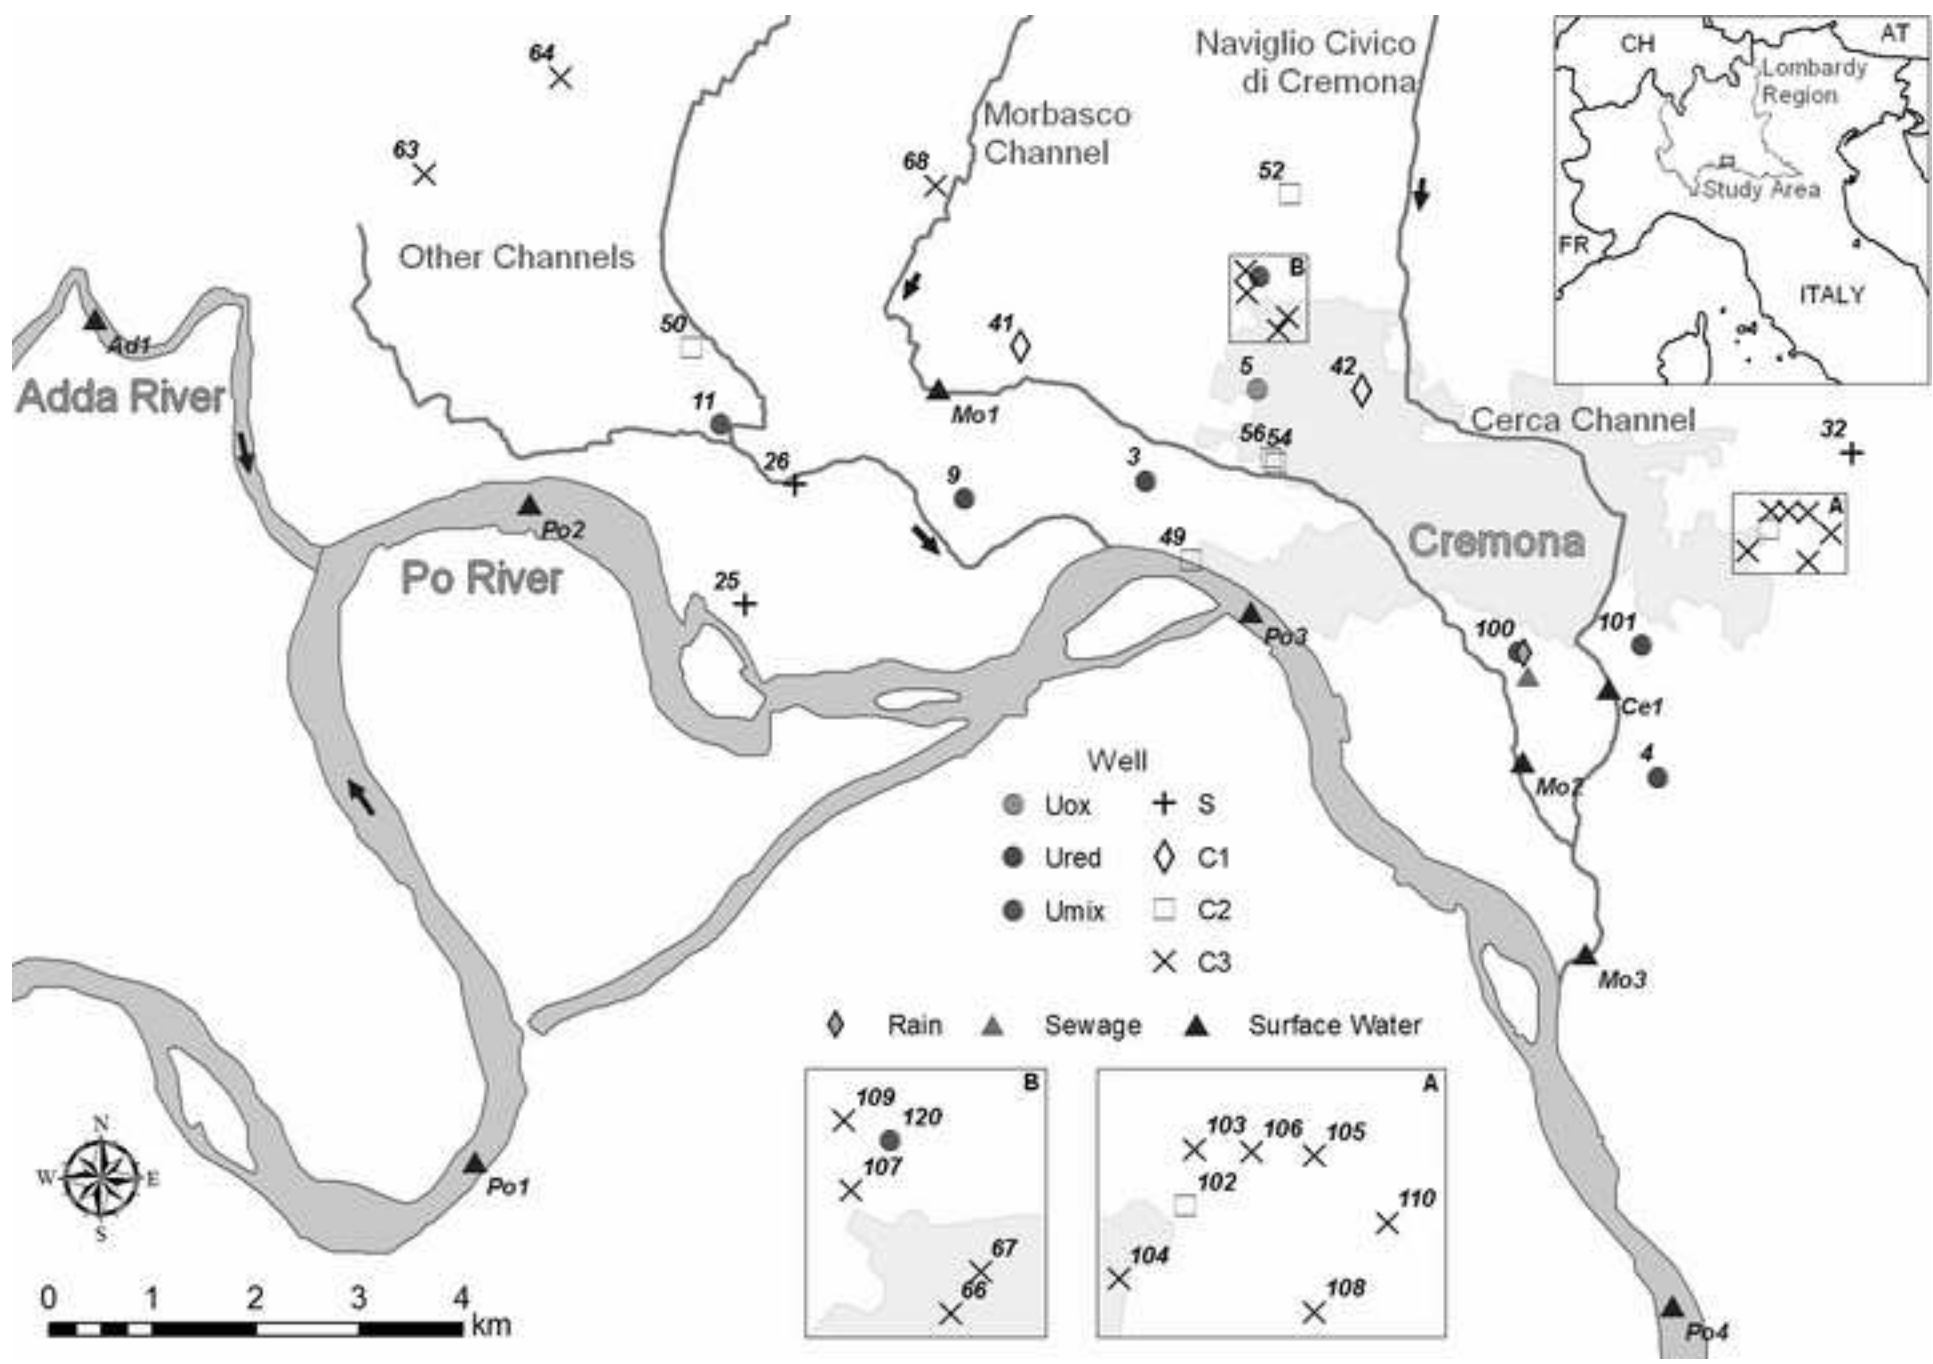 64
63
68
Naviglio Civico
di Cremona
Morbasco
Channel
52
CH
AT
Lombardy
Region
Study Area
FR
ITALY
Other Channels
B
50
41
5
42
Ad1
Adda River
11
Mo1
Cerca Channel
32
56
54
26
9
3
A
Po2
Cremona
49
Po River
25
Po3
100
101
Ce1
4
Mo2
Well
Uox
S
Ured
C1
Umix
C2
C3
Mo3
Rain
Sewage
Surface Water
B
109
120
107
67
66
A
103
106
105
102
110
104
108
N
W
E
S
Po1
Po4
0 1 2 3 4
km